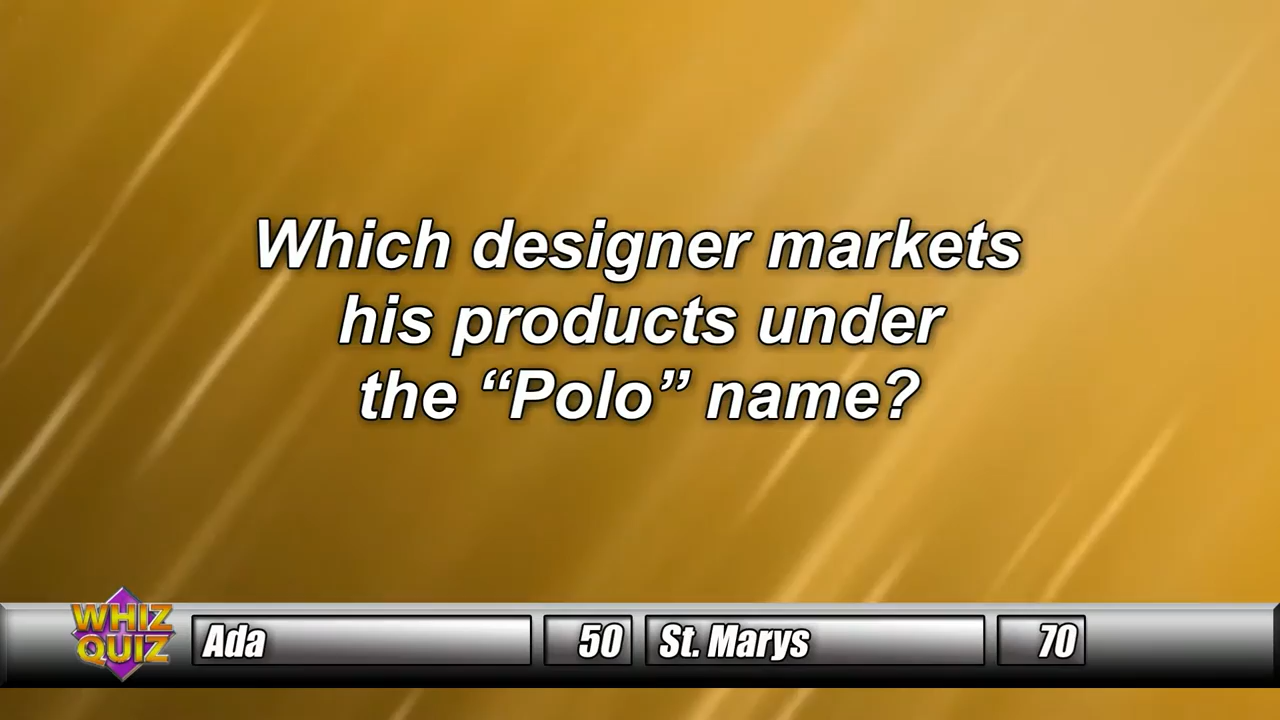 Which designer markets
his products under
the “Polo” name?
WHIZ
QUIZ
Ada
50
St. Marys
70